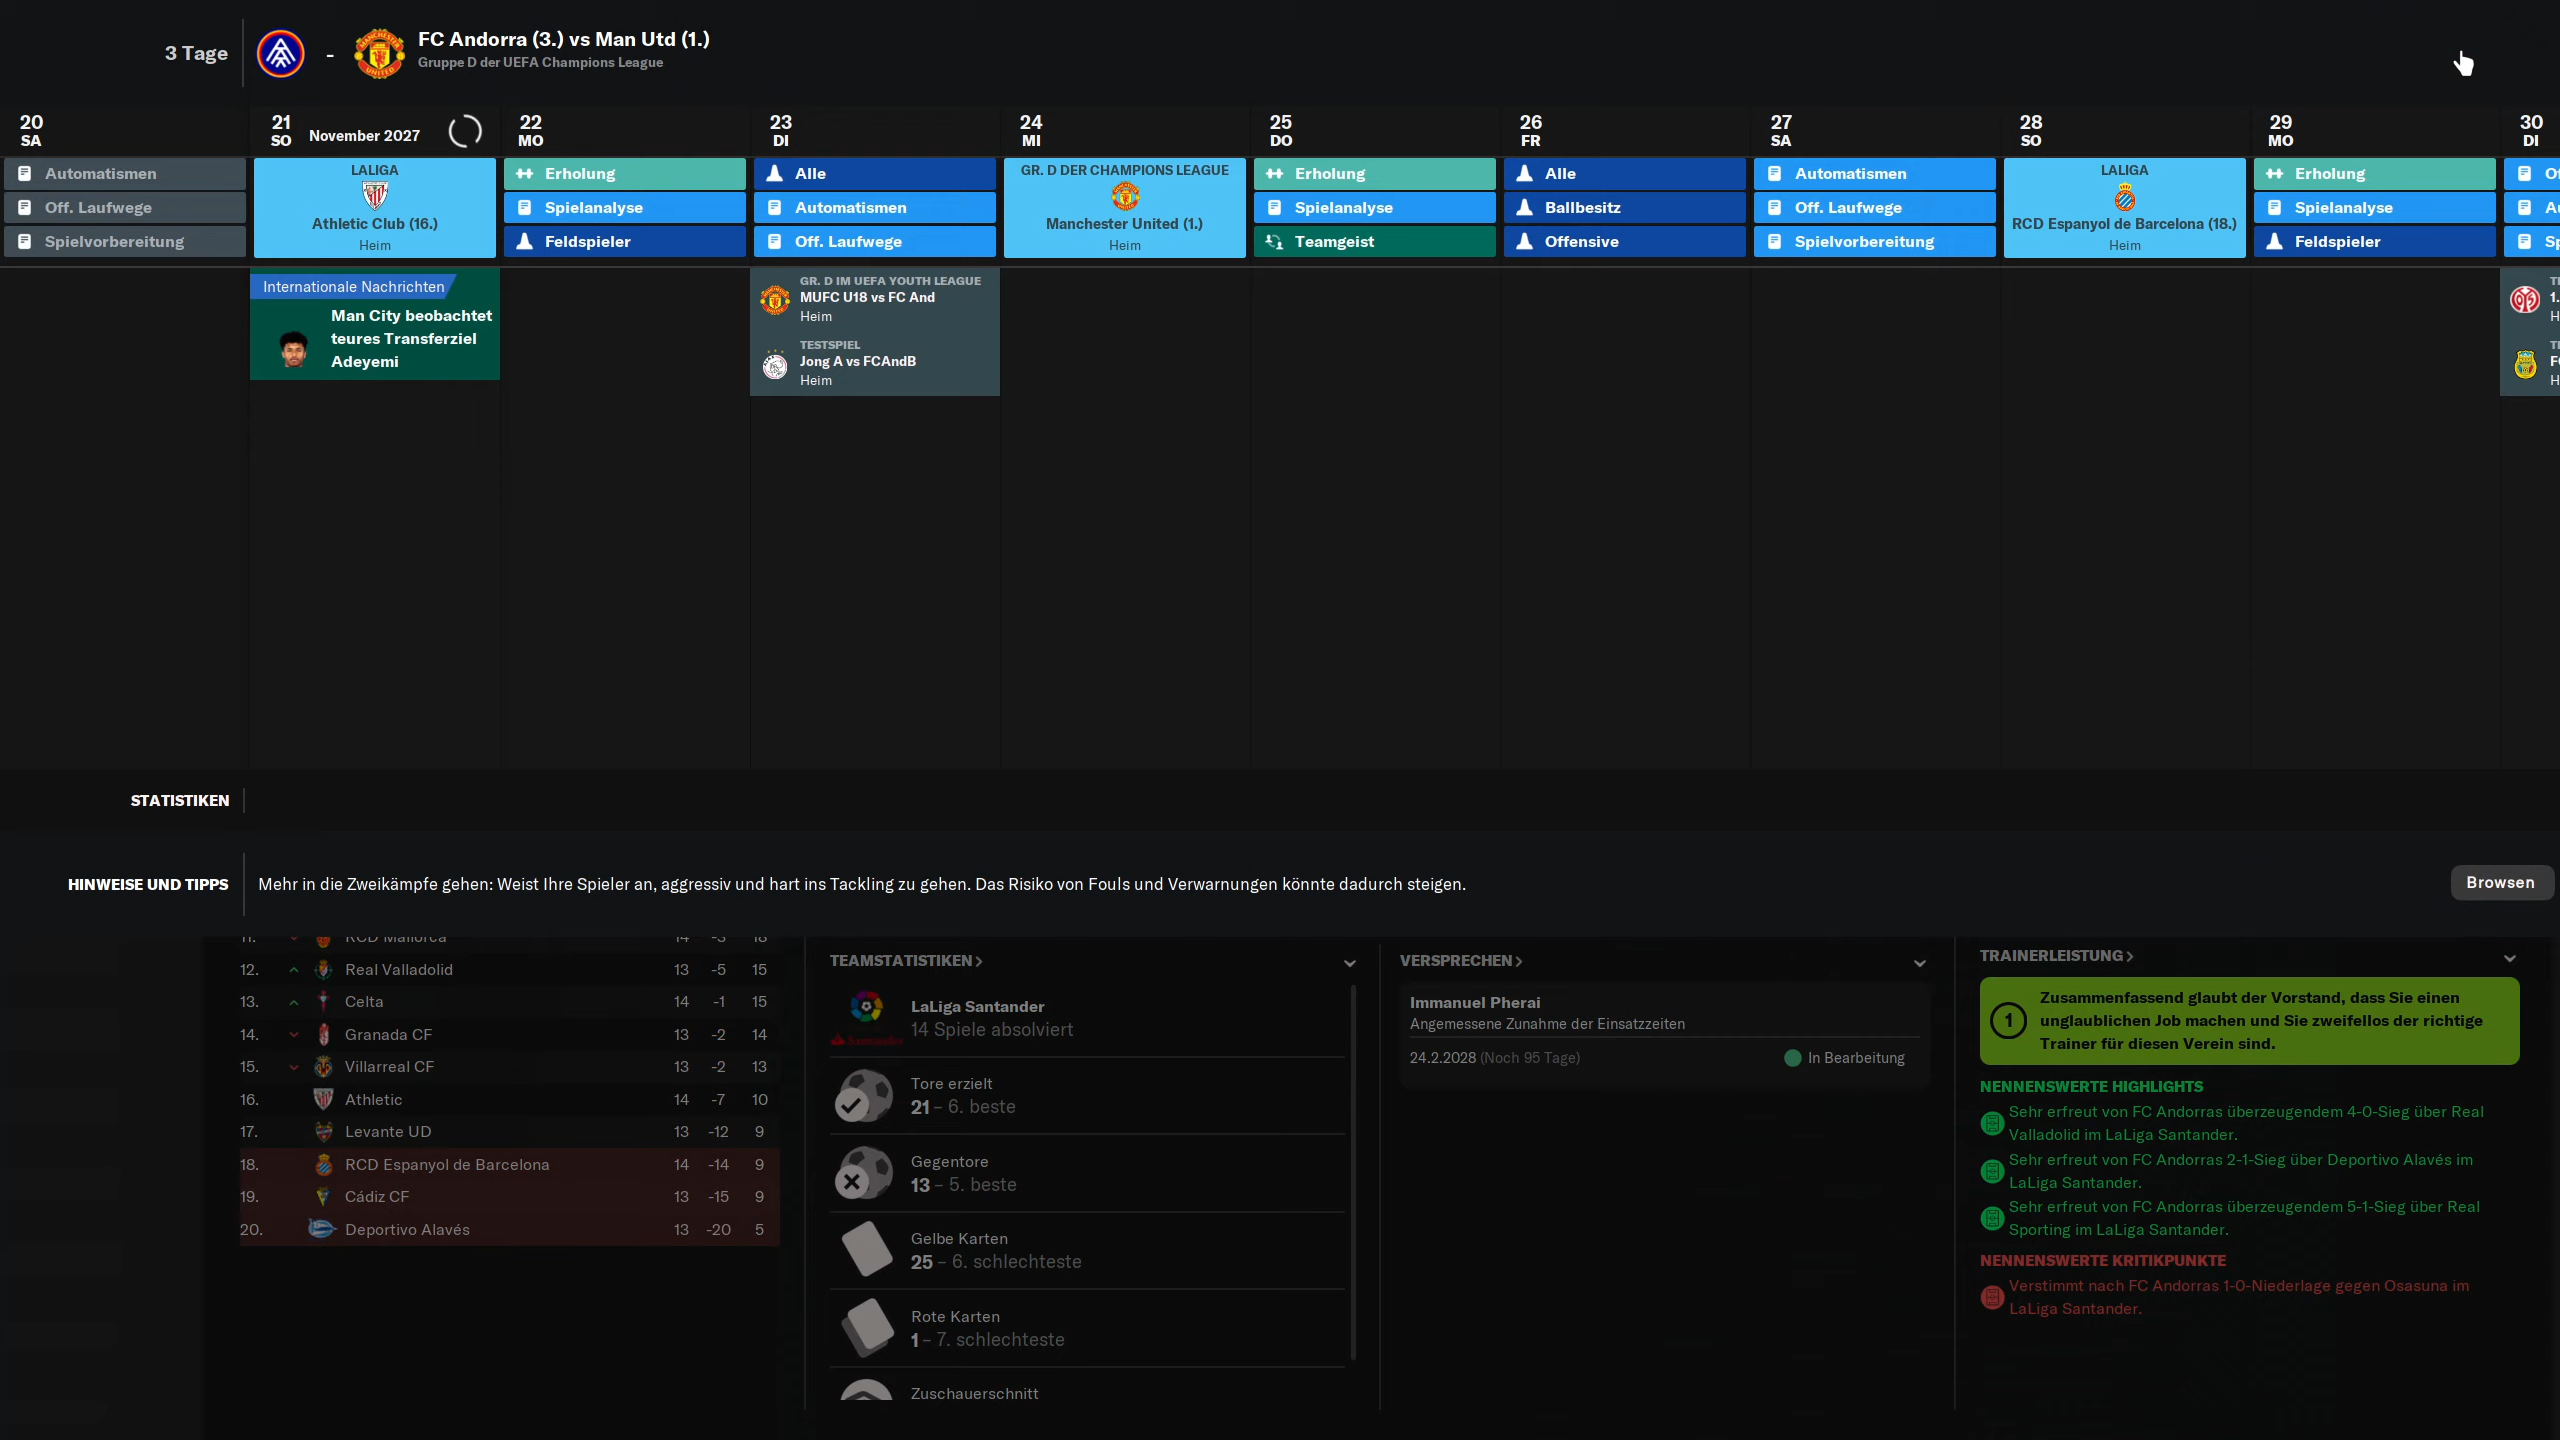 3 Tage
-
FC Andorra (3.) vs Man Utd (1.)
Gruppe D der UEFA Champions League
20
SA
21
SO
November 2027
22
MO
23
DI
24
MI
25
DO
26
FR
27
SA
28
SO
29
MO
30
DI
Automatismen
Off. Laufwege
Spielvorbereitung
LALIGA
Athletic Club (16.)
Heim
Erholung
Spielanalyse
Feldspieler
Alle
Automatismen
Off. Laufwege
GR. D DER CHAMPIONS LEAGUE
Manchester United (1.)
Heim
Erholung
Spielanalyse
Teamgeist
Alle
Ballbesitz
Offensive
Automatismen
Off. Laufwege
Spielvorbereitung
LALIGA
RCD Espanyol de Barcelona (18.)
Heim
Erholung
Spielanalyse
Feldspieler
Internationale Nachrichten
Man City beobachtet
teures Transferziel
Adeyemi
GR. D IM UEFA YOUTH LEAGUE
MUFC U18 vs FC And
Heim
TESTSPIEL
Jong A vs FCAndB
Heim
STATISTIKEN
HINWEISE UND TIPPS
Mehr in die Zweikämpfe gehen: Weist Ihre Spieler an, aggressiv und hart ins Tackling zu gehen. Das Risiko von Fouls und Verwarnungen könnte dadurch steigen.
Browsen
11. RCD Mallorca 14 -3 18
12. Real Valladolid 13 -5 15
13. Celta 14 -1 15
14. Granada CF 13 -2 14
15. Villarreal CF 13 -2 13
16. Athletic 14 -7 10
17. Levante UD 13 -12 9
18. RCD Espanyol de Barcelona 14 -14 9
19. Cádiz CF 13 -15 9
20. Deportivo Alavés 13 -20 5
TEAMSTATISTIKEN
LaLiga Santander
14 Spiele absolviert
Tore erzielt
21 – 6. beste
Gegentore
13 – 5. beste
Gelbe Karten
25 – 6. schlechteste
Rote Karten
1 – 7. schlechteste
Zuschauerschnitt
VERSPRECHEN
Immanuel Pherai
Angemessene Zunahme der Einsatzzeiten
24.2.2028 (Noch 95 Tage)
In Bearbeitung
TRAINERLEISTUNG
1
Zusammenfassend glaubt der Vorstand, dass Sie einen
unglaublichen Job machen und Sie zweifellos der richtige
Trainer für diesen Verein sind.
NENNENSWERTE HIGHLIGHTS
Sehr erfreut von FC Andorras überzeugendem 4-0-Sieg über Real
Valladolid im LaLiga Santander.
Sehr erfreut von FC Andorras 2-1-Sieg über Deportivo Alavés im
LaLiga Santander.
Sehr erfreut von FC Andorras überzeugendem 5-1-Sieg über Real
Sporting im LaLiga Santander.
NENNENSWERTE KRITIKPUNKTE
Verstimmt nach FC Andorras 1-0-Niederlage gegen Osasuna im
LaLiga Santander.